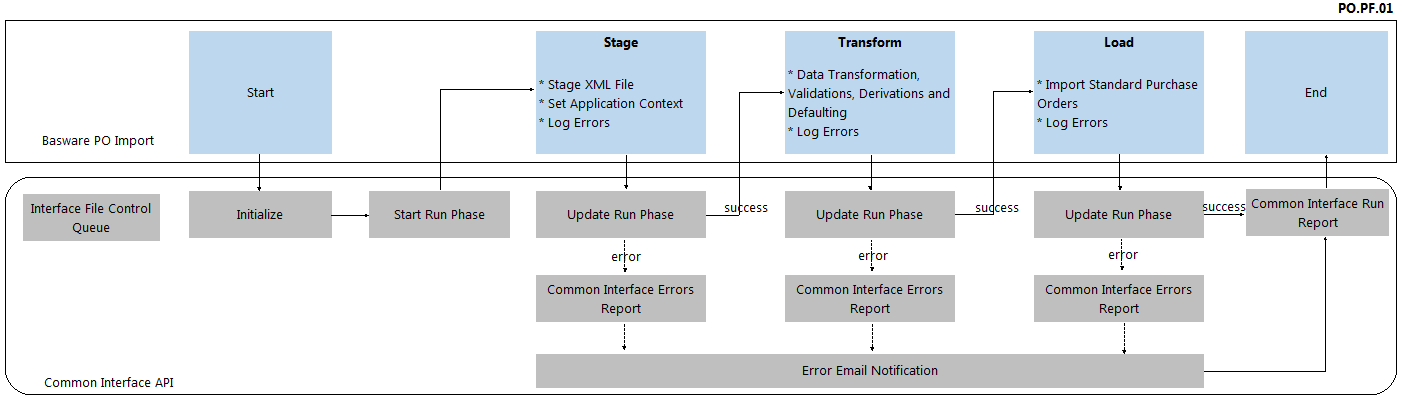 PO.PF.01
Start
Stage
* Stage XML File
* Set Application Context
* Log Errors
Transform
* Data Transformation,
Validations, Derivations and
Defaulting
* Log Errors
Load
* Import Standard Purchase
Orders
* Log Errors
End
Basware PO Import
Interface File Control
Queue
Initialize
Start Run Phase
Update Run Phase
success
Update Run Phase
success
Update Run Phase
success
Common Interface Run
Report
error
error
error
Common Interface Errors
Report
Common Interface Errors
Report
Common Interface Errors
Report
Error Email Notification
Common Interface API